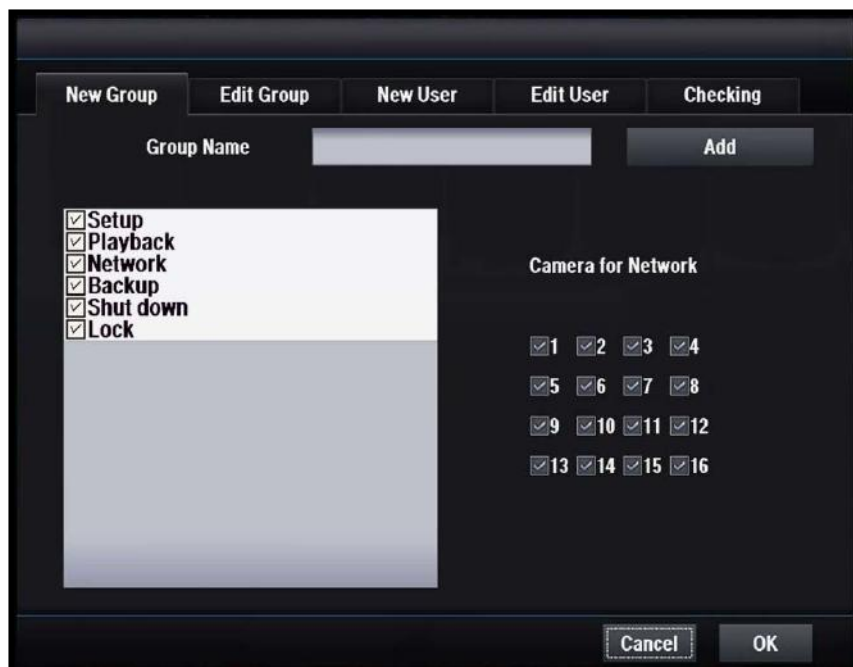 New Group Edit Group New User Edit User Checking
Group Name Add
Setup
Playback
Network
Backup
Shut down
Lock
Camera for Network
1 2 3 4
5 6 7 8
9 10 11 12
13 14 15 16
Cancel OK